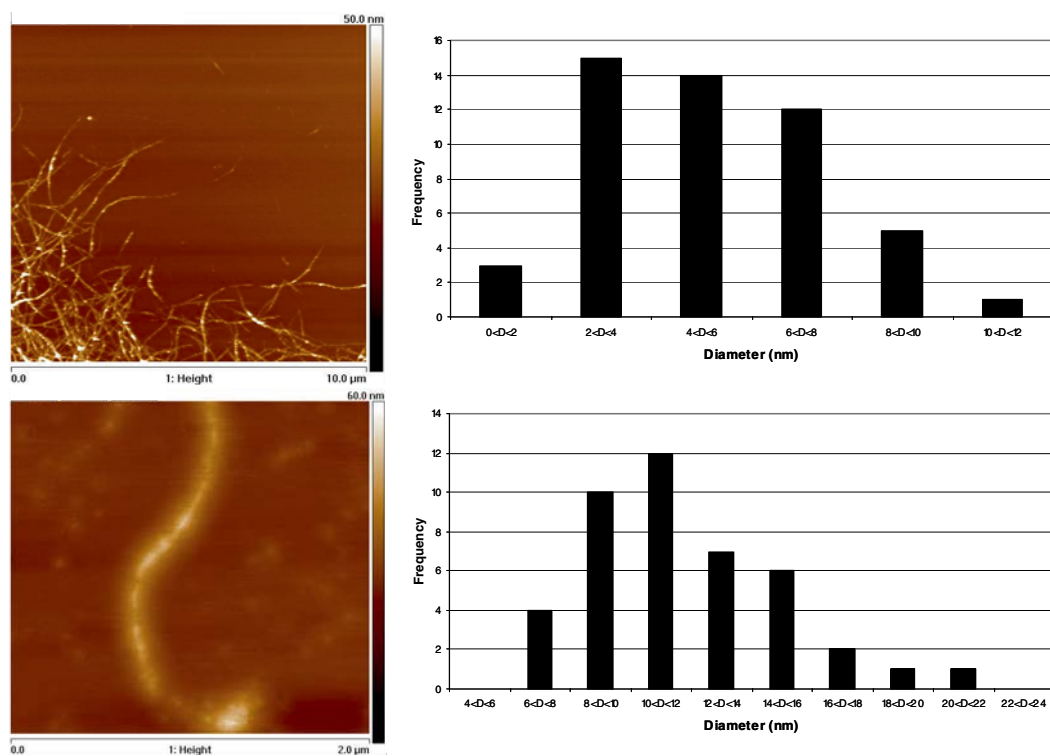 50.0 nm
0.0 1: Height 10.0 µm
Frequency
16
14
12
10
8
6
4
2
0
0<D<2 2<D<4 4<D<6 6<D<8 8<D<10 10<D<12
Diameter (nm)
60.0 nm
0.0 1: Height 2.0 µm
Frequency
14
12
10
8
6
4
2
0
4<D<6 6<D<8 8<D<10 10<D<12 12<D<14 14<D<16 16<D<18 18<D<20 20<D<22 22<D<24
Diameter (nm)